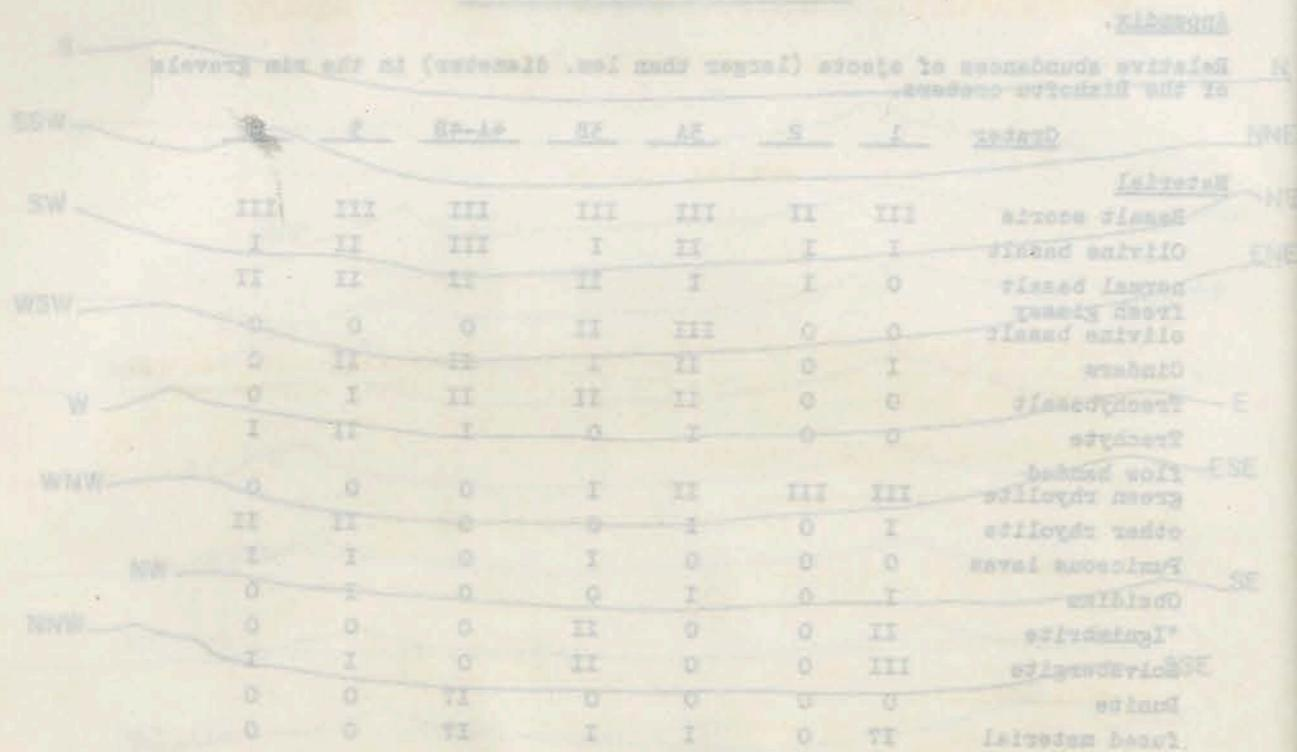 Appendix.
Relative abundances of ejecta (larger than 1cm. diameter) in the rim gravels
of the Bishoftu craters.
Crater 1 2 3A 3B 4A-4B 5
Material
Basalt scoria III II III III III III III
Olivine basalt I I II I III II I
normal basalt 0 I I II II II II
fresh glassy
olivine basalt 0 0 III II 0 0 0
Cinders I 0 II I II II 0
Trachybasalt 0 0 II II II I 0
Trachyte 0 0 I 0 I II I
flow banded
green rhyolite III III II I 0 0 0
other rhyolite I 0 I 0 0 II II
Pumiceous lavas 0 0 0 I 0 I I
Obsidian I 0 I 0 0 I 0
"Ignimbrite II 0 0 II 0 0 0
Solvsbergite III 0 0 II 0 I I
Dunite 0 0 0 0 I? 0 0
fused material I? 0 I I I? 0 0
S
SSW
SW
WSW
W
WNW
NW
NNW
N
NNE
NE
ENE
E
ESE
SE
SSE